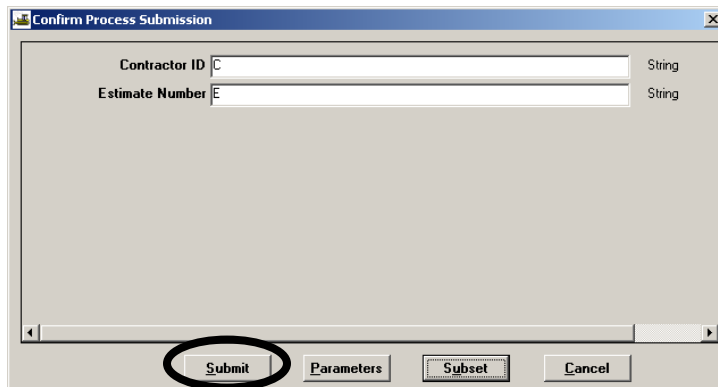 Confirm Process Submission
Contractor ID C String
Estimate Number E String
Submit Parameters Subset Cancel